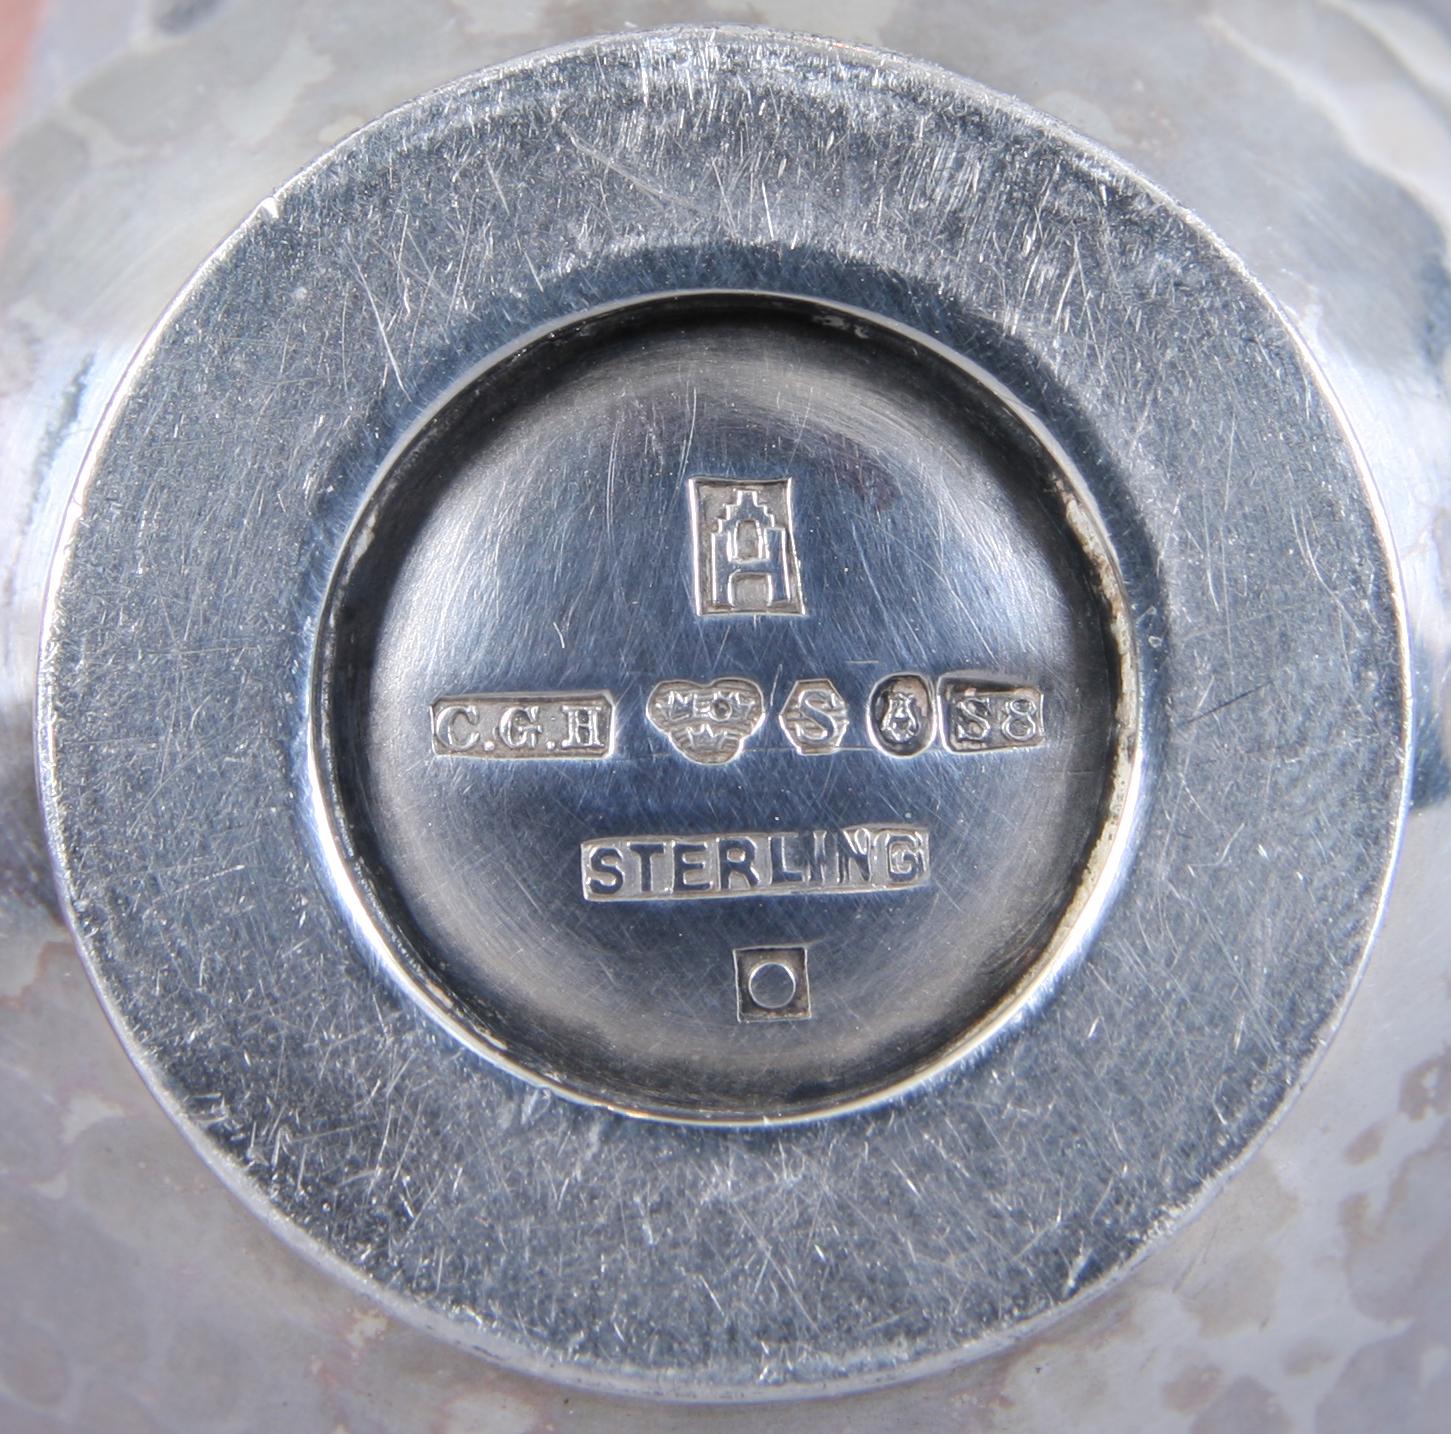 H
C.G.H S A S8
STERLING